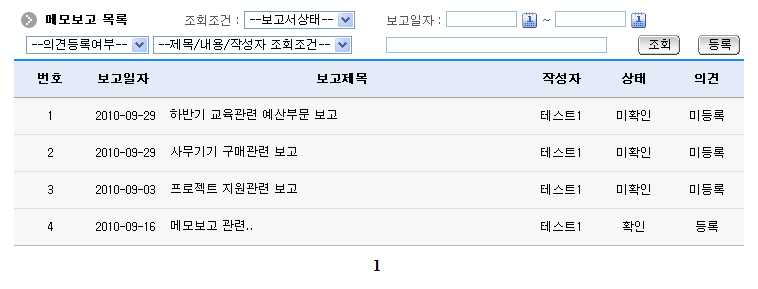 메모보고 목록 조회조건 : --보고서상태-- 보고일자 : ~
--의견등록여부-- --제목/내용/작성자 조회조건-- 조회 등록
번호 보고일자 보고제목 작성자 상태 의견
1 2010-09-29 하반기 교육관련 예산부문 보고 테스트1 미확인 미등록
2 2010-09-29 사무기기 구매관련 보고 테스트1 미확인 미등록
3 2010-09-03 프로젝트 지원관련 보고 테스트1 미확인 미등록
4 2010-09-16 메모보고 관련.. 테스트1 확인 등록
1